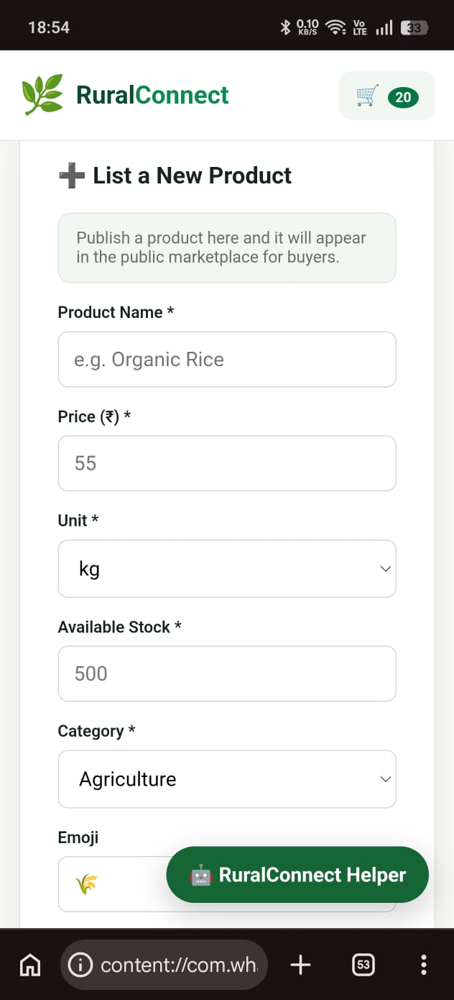 18:54
0.10 KB/S
Vo LTE
33
RuralConnect
20
List a New Product
Publish a product here and it will appear
in the public marketplace for buyers.
Product Name *
e.g. Organic Rice
Price (₹) *
55
Unit *
kg
Available Stock *
500
Category *
Agriculture
Emoji
RuralConnect Helper
content://com.wh
53